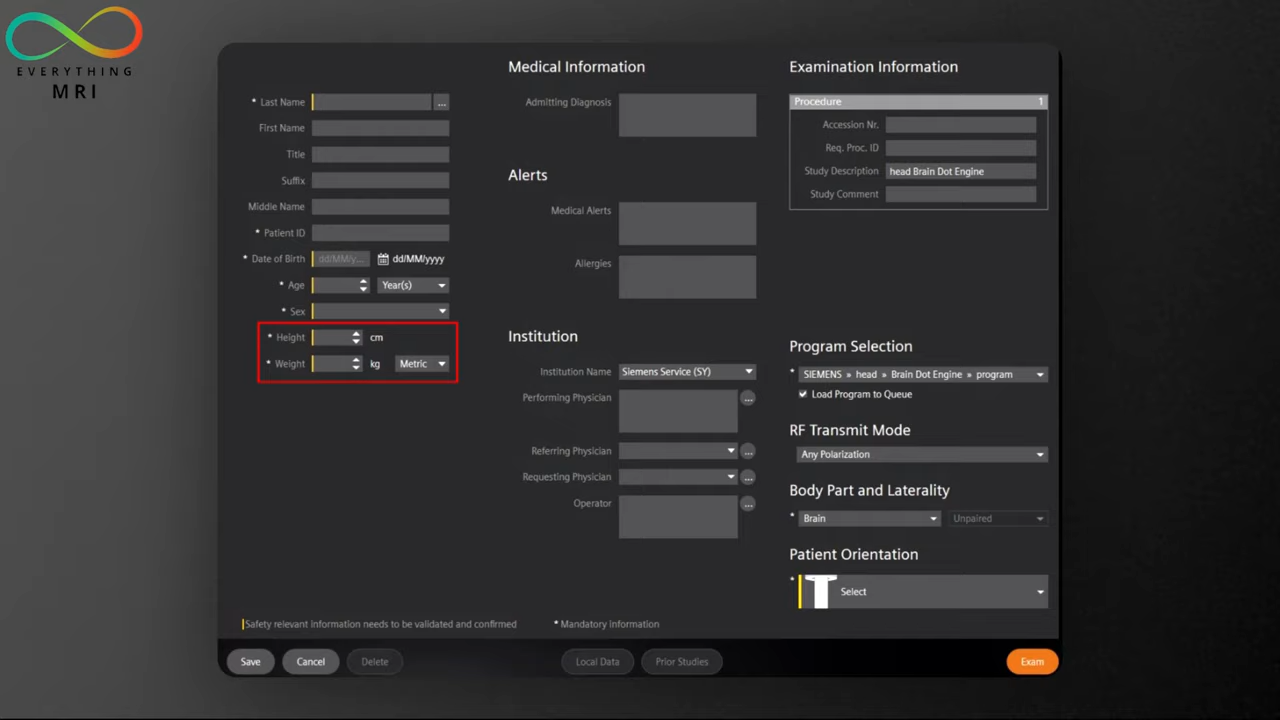 EVERYTHING
MRI
* Last Name
...
First Name
Title
Suffix
Middle Name
* Patient ID
* Date of Birth dd/MM/y... dd/MM/yyyy
* Age Year(s)
* Sex
* Height cm
* Weight kg Metric
Medical Information
Admitting Diagnosis
Alerts
Medical Alerts
Allergies
Institution
Institution Name Siemens Service (SY)
Performing Physician ...
Referring Physician ...
Requesting Physician ...
Operator ...
Examination Information
Procedure 1
Accession Nr.
Req. Proc. ID
Study Description head Brain Dot Engine
Study Comment
Program Selection
* SIEMENS » head » Brain Dot Engine » program
Load Program to Queue
RF Transmit Mode
Any Polarization
Body Part and Laterality
* Brain Unpaired
Patient Orientation
* Select
Safety relevant information needs to be validated and confirmed * Mandatory information
Save Cancel Delete Local Data Prior Studies Exam